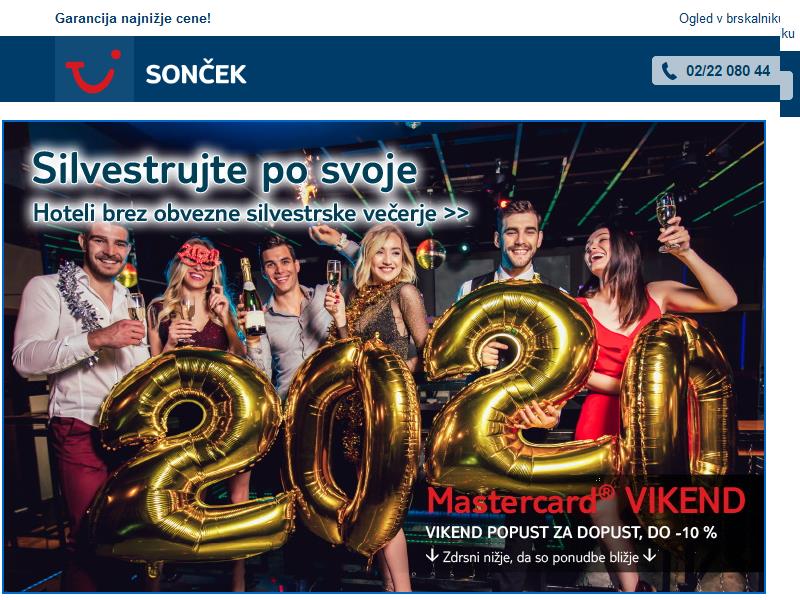 Garancija najnižje cene!
Ogled v brskalniku
ku
SONČEK
02/22 080 44
Silvestrujte po svoje
Hoteli brez obvezne silvestrske večerje >>
2020
2020
Mastercard® VIKEND
VIKEND POPUST ZA DOPUST, DO -10 %
↓ Zdrsni nižje, da so ponudbe bližje ↓